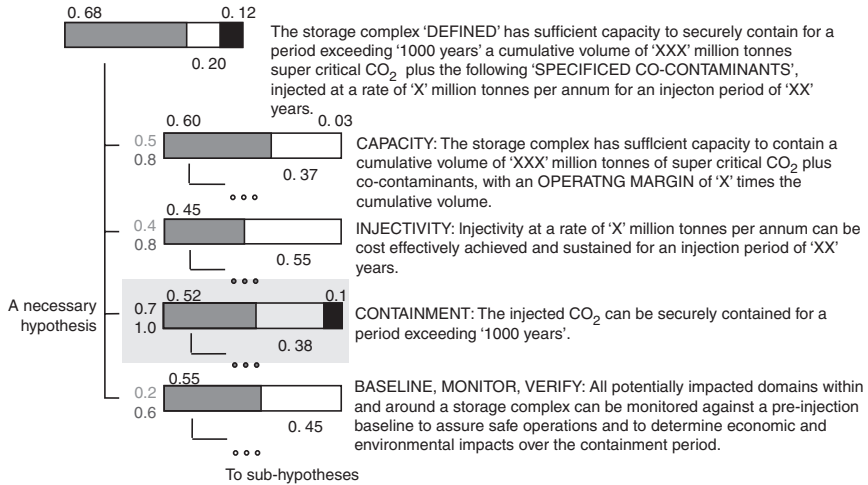 0. 68
0. 12
0. 20
The storage complex ‘DEFINED’ has sufficient capacity to securely contain for a
period exceeding ‘1000 years’ a cumulative volume of ‘XXX’ million tonnes
super critical CO2 plus the following ‘SPECIFICED CO-CONTAMINANTS’,
injected at a rate of ‘X’ million tonnes per annum for an injecton period of ‘XX’
years.
0. 60
0. 03
0.5
0.8
0. 37
CAPACITY: The storage complex has sufficient capacity to contain a
cumulative volume of ‘XXX’ million tonnes of super critical CO2 plus
co-contaminants, with an OPERATNG MARGIN of ‘X’ times the
cumulative volume.
0. 45
0.4
0.8
0. 55
INJECTIVITY: Injectivity at a rate of ‘X’ million tonnes per annum can be
cost effectively achieved and sustained for an injection period of ‘XX’
years.
A necessary
hypothesis
0. 52
0.1
0.7
1.0
0. 38
CONTAINMENT: The injected CO2 can be securely contained for a
period exceeding ‘1000 years’.
0.55
0.2
0.6
0. 45
BASELINE, MONITOR, VERIFY: All potentially impacted domains within
and around a storage complex can be monitored against a pre-injection
baseline to assure safe operations and to determine economic and
environmental impacts over the containment period.
To sub-hypotheses